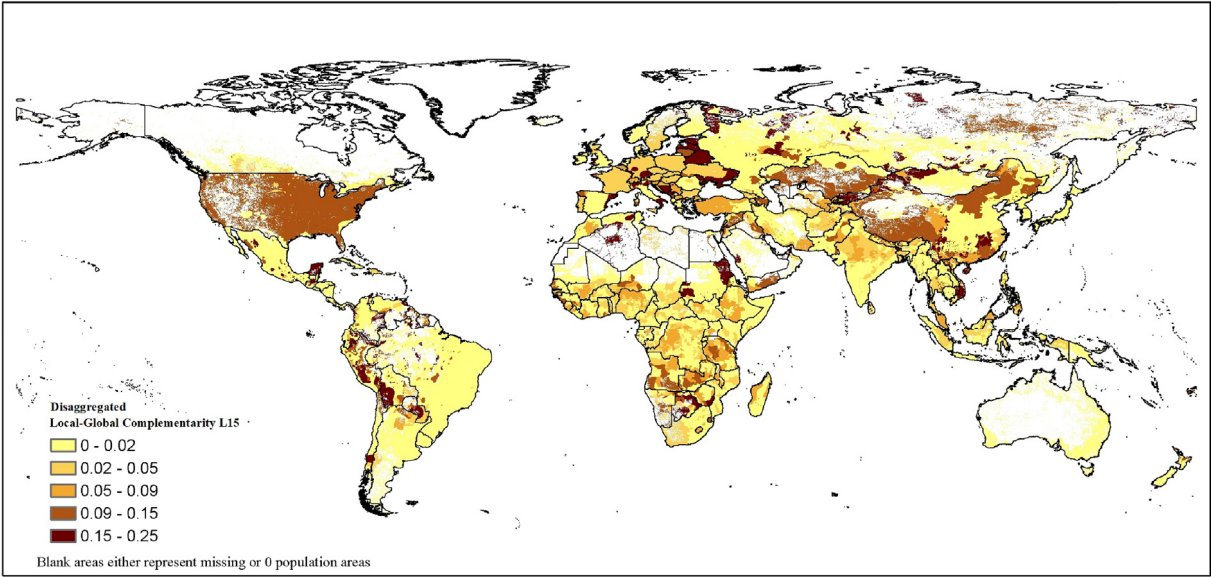 Disaggregated
Local-Global Complementarity L15
0 - 0.02
0.02 - 0.05
0.05 - 0.09
0.09 - 0.15
0.15 - 0.25
Blank areas either represent missing or 0 population areas